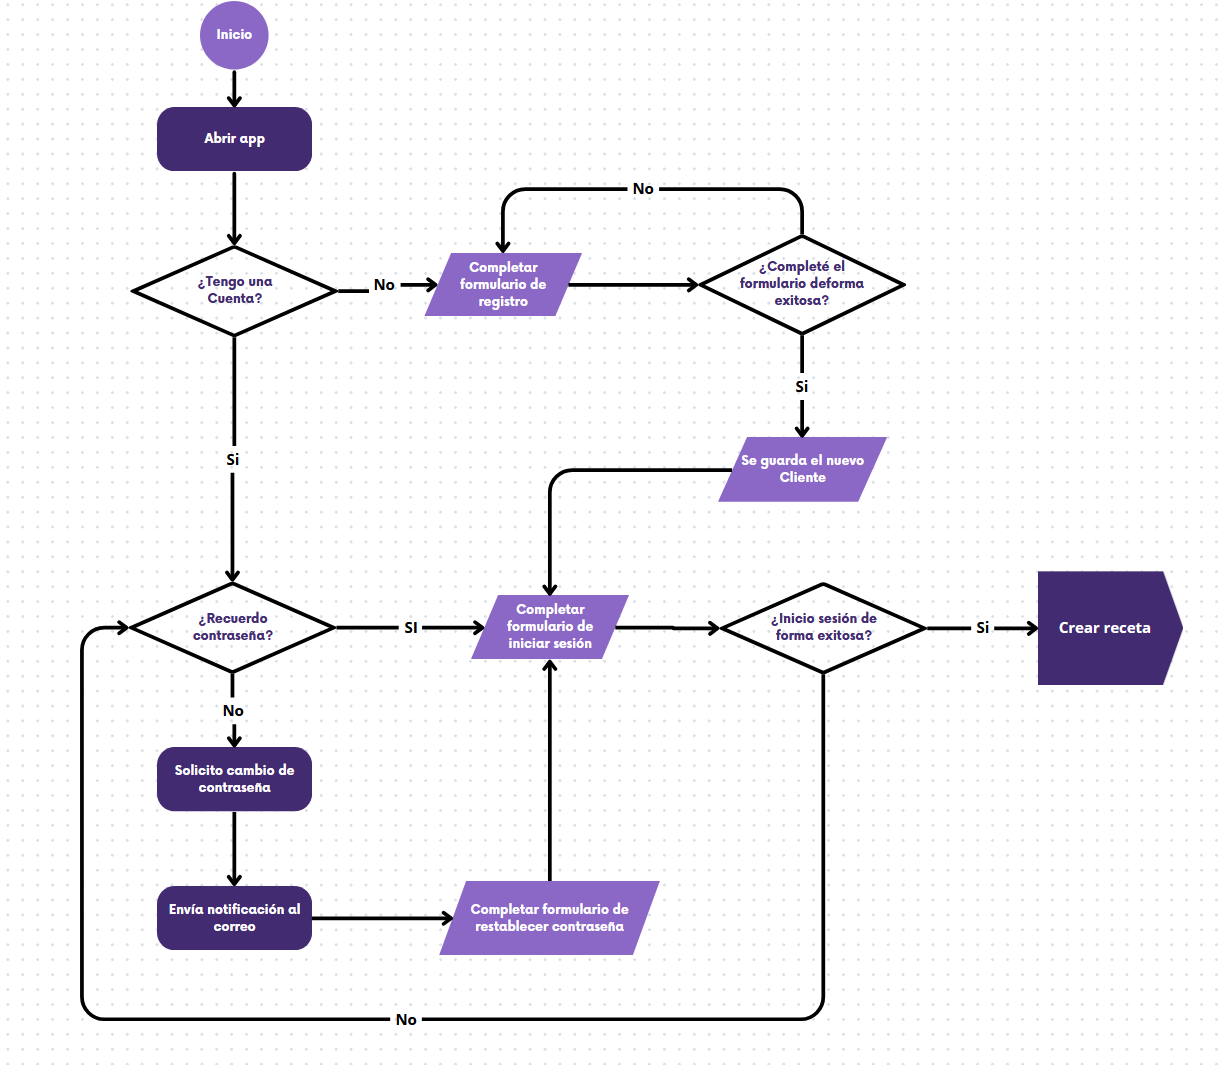 Inicio
Abrir app
No
¿Tengo una
Cuenta?
No
Completar
formulario de
registro
¿Completé el
formulario deforma
exitosa?
Si
Si
Se guarda el nuevo
Cliente
¿Recuerdo
contraseña?
SI
Completar
formulario de
iniciar sesión
¿Inicio sesión de
forma exitosa?
Si
Crear receta
No
Solicito cambio de
contraseña
Envía notificación al
correo
Completar formulario de
restablecer contraseña
No